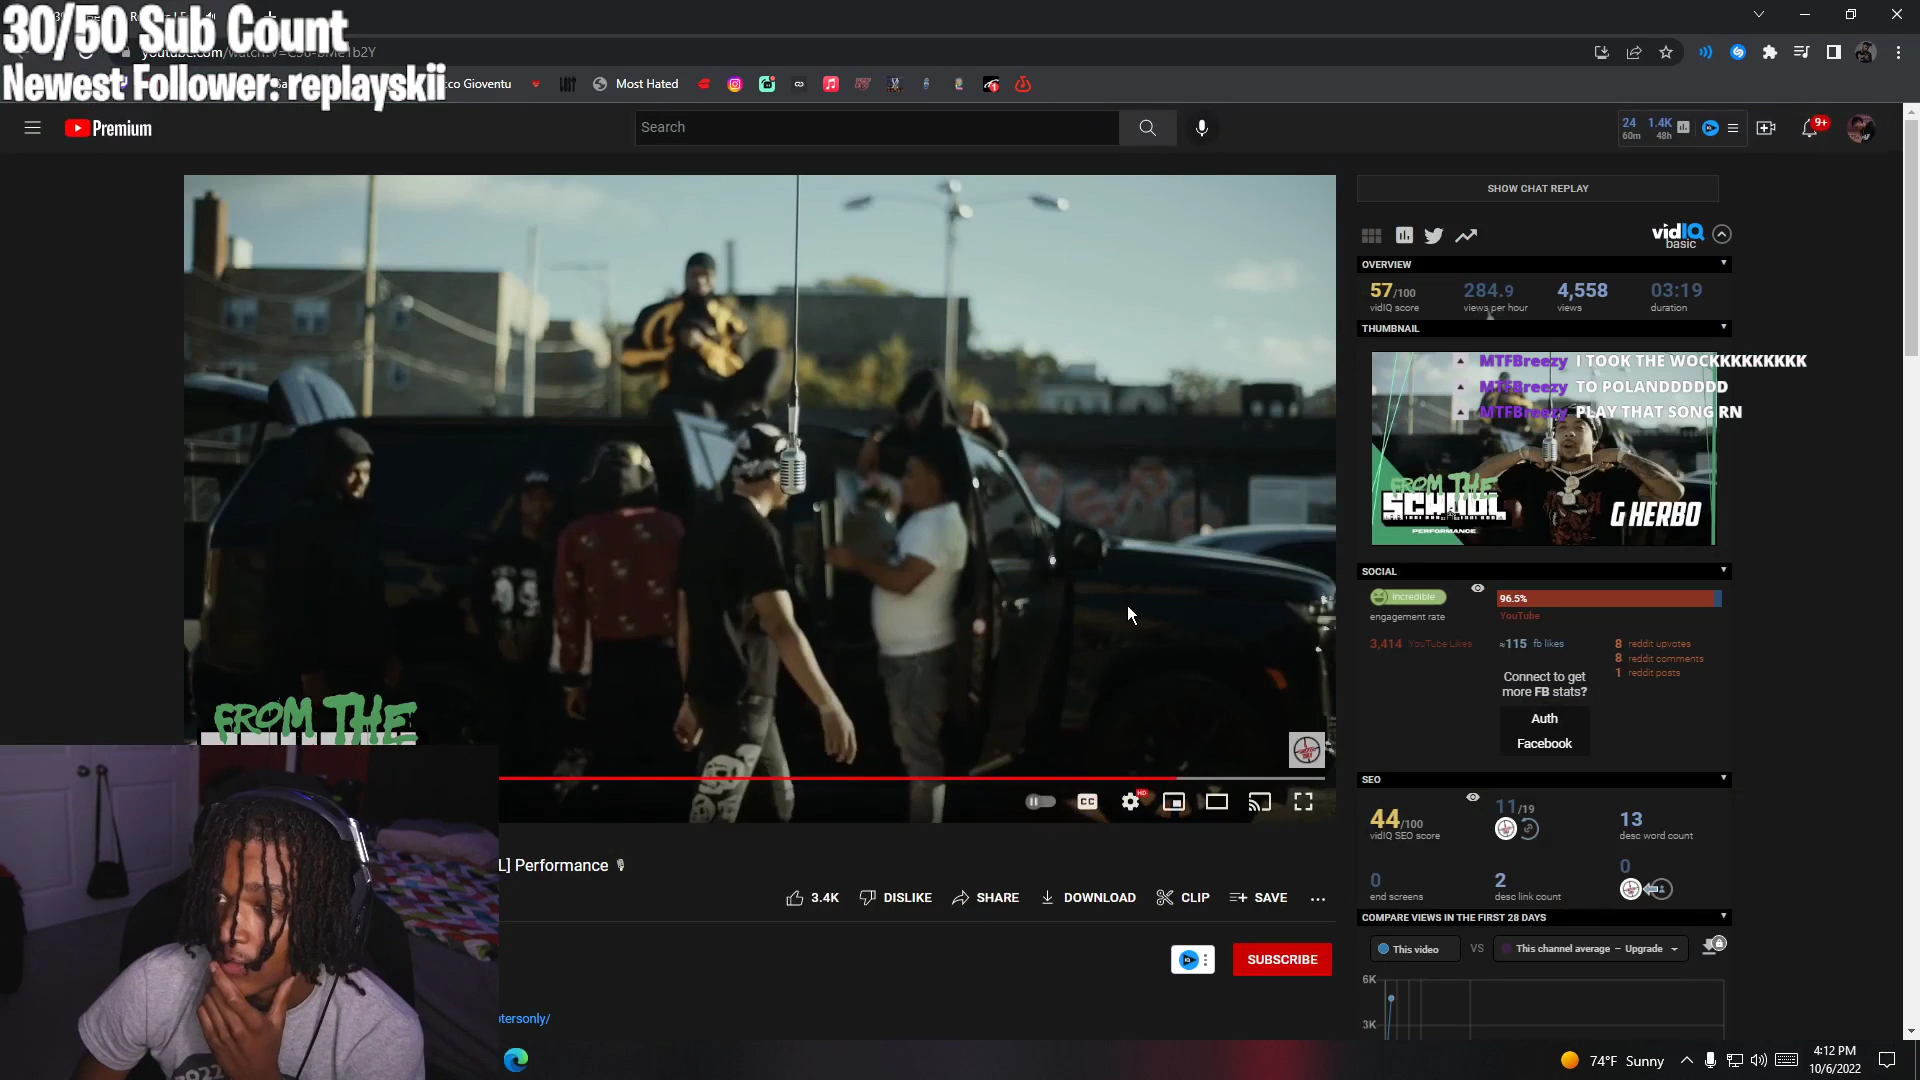 30/50 Sub Count
Newest Follower: replayskii
youtube.com/watch
co Gioventu
Most Hated
Premium
Search
24
60m
1.4K
48h
9+
SHOW CHAT REPLAY
vidIQ
basic
OVERVIEW
57/100
vidIQ score
284.9
views per hour
4,558
views
03:19
duration
THUMBNAIL
MTFBreezy I TOOK THE WOCKKKKKKKKK
MTFBreezy TO POLANDDDDDD
MTFBreezy PLAY THAT SONG RN
FROM THE
SCHOOL
PERFORMANCE
G HERBO
SOCIAL
Incredible
engagement rate
96.5%
YouTube
3,414 YouTube Likes
≈115 fb likes
8 reddit upvotes
8 reddit comments
1 reddit posts
Connect to get
more FB stats?
Auth
Facebook
SEO
44/100
vidIQ SEO score
11/19
13
desc word count
0
end screens
2
desc link count
0
COMPARE VIEWS IN THE FIRST 28 DAYS
This video
VS
This channel average – Upgrade
6K
3K
FROM THE
CC
HD
L] Performance
3.4K
DISLIKE
SHARE
DOWNLOAD
CLIP
SAVE
SUBSCRIBE
tersonly/
2022
74°F Sunny
4:12 PM
10/6/2022